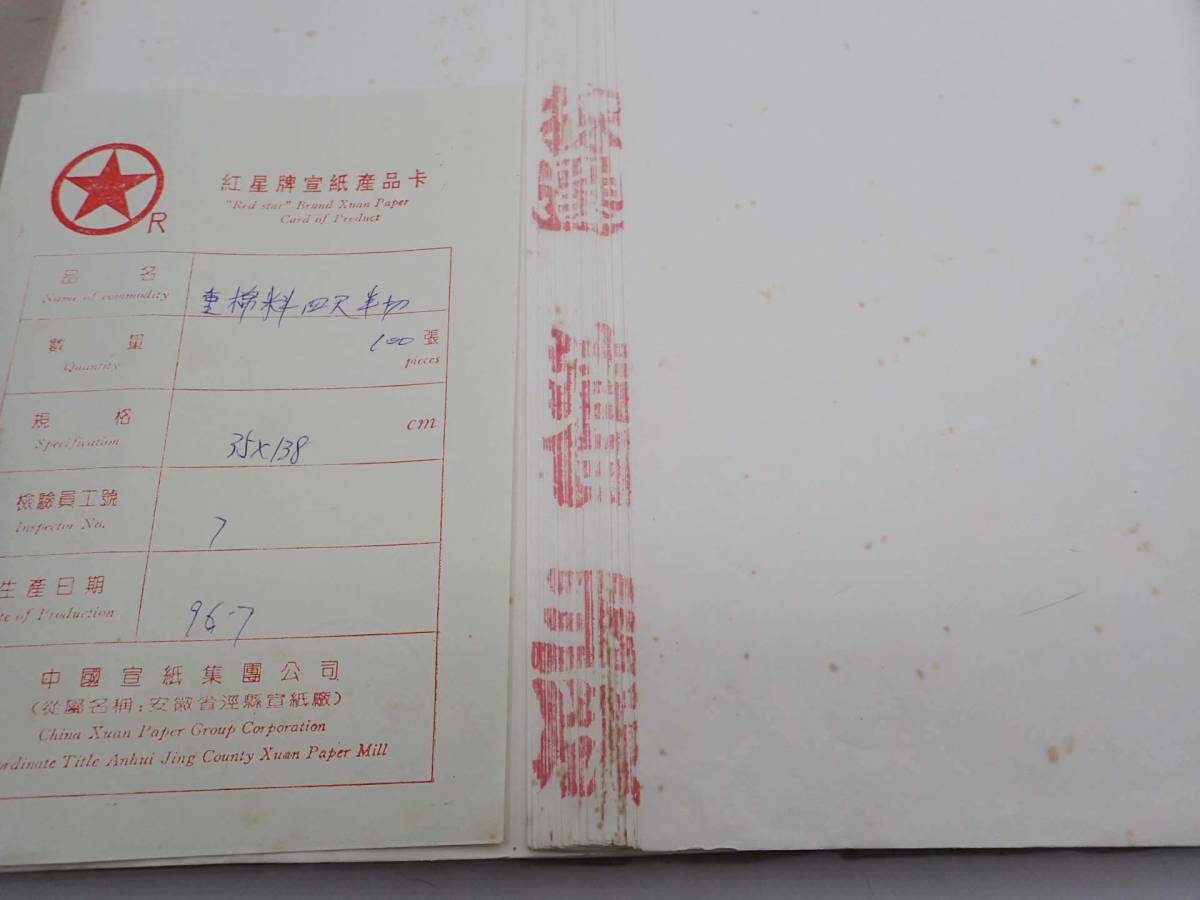 R
紅星牌宣紙產品卡
"Red star" Brand Xuan Paper
Card of Product
品 名
Name of commodity
重棉料四尺半切
數 量
Quantity
100 張
pieces
規 格
Specification
cm
35×138
檢驗員工號
Inspector No.
7
生產日期
te of Production
96-7
中國宣紙集團公司
(從屬名稱:安徽省涇縣宣紙廠)
China Xuan Paper Group Corporation
ordinate Title Anhui Jing County Xuan Paper Mill